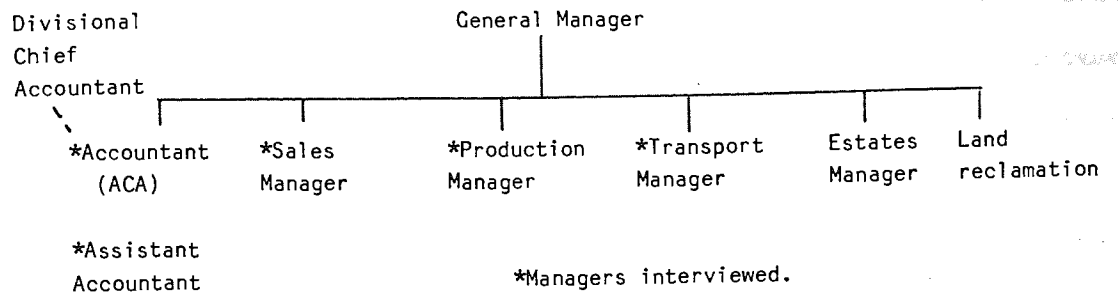 Divisional
Chief
Accountant
General Manager
*Accountant
(ACA)
*Sales
Manager
*Production
Manager
*Transport
Manager
Estates
Manager
Land
reclamation
*Assistant
Accountant
*Managers interviewed.